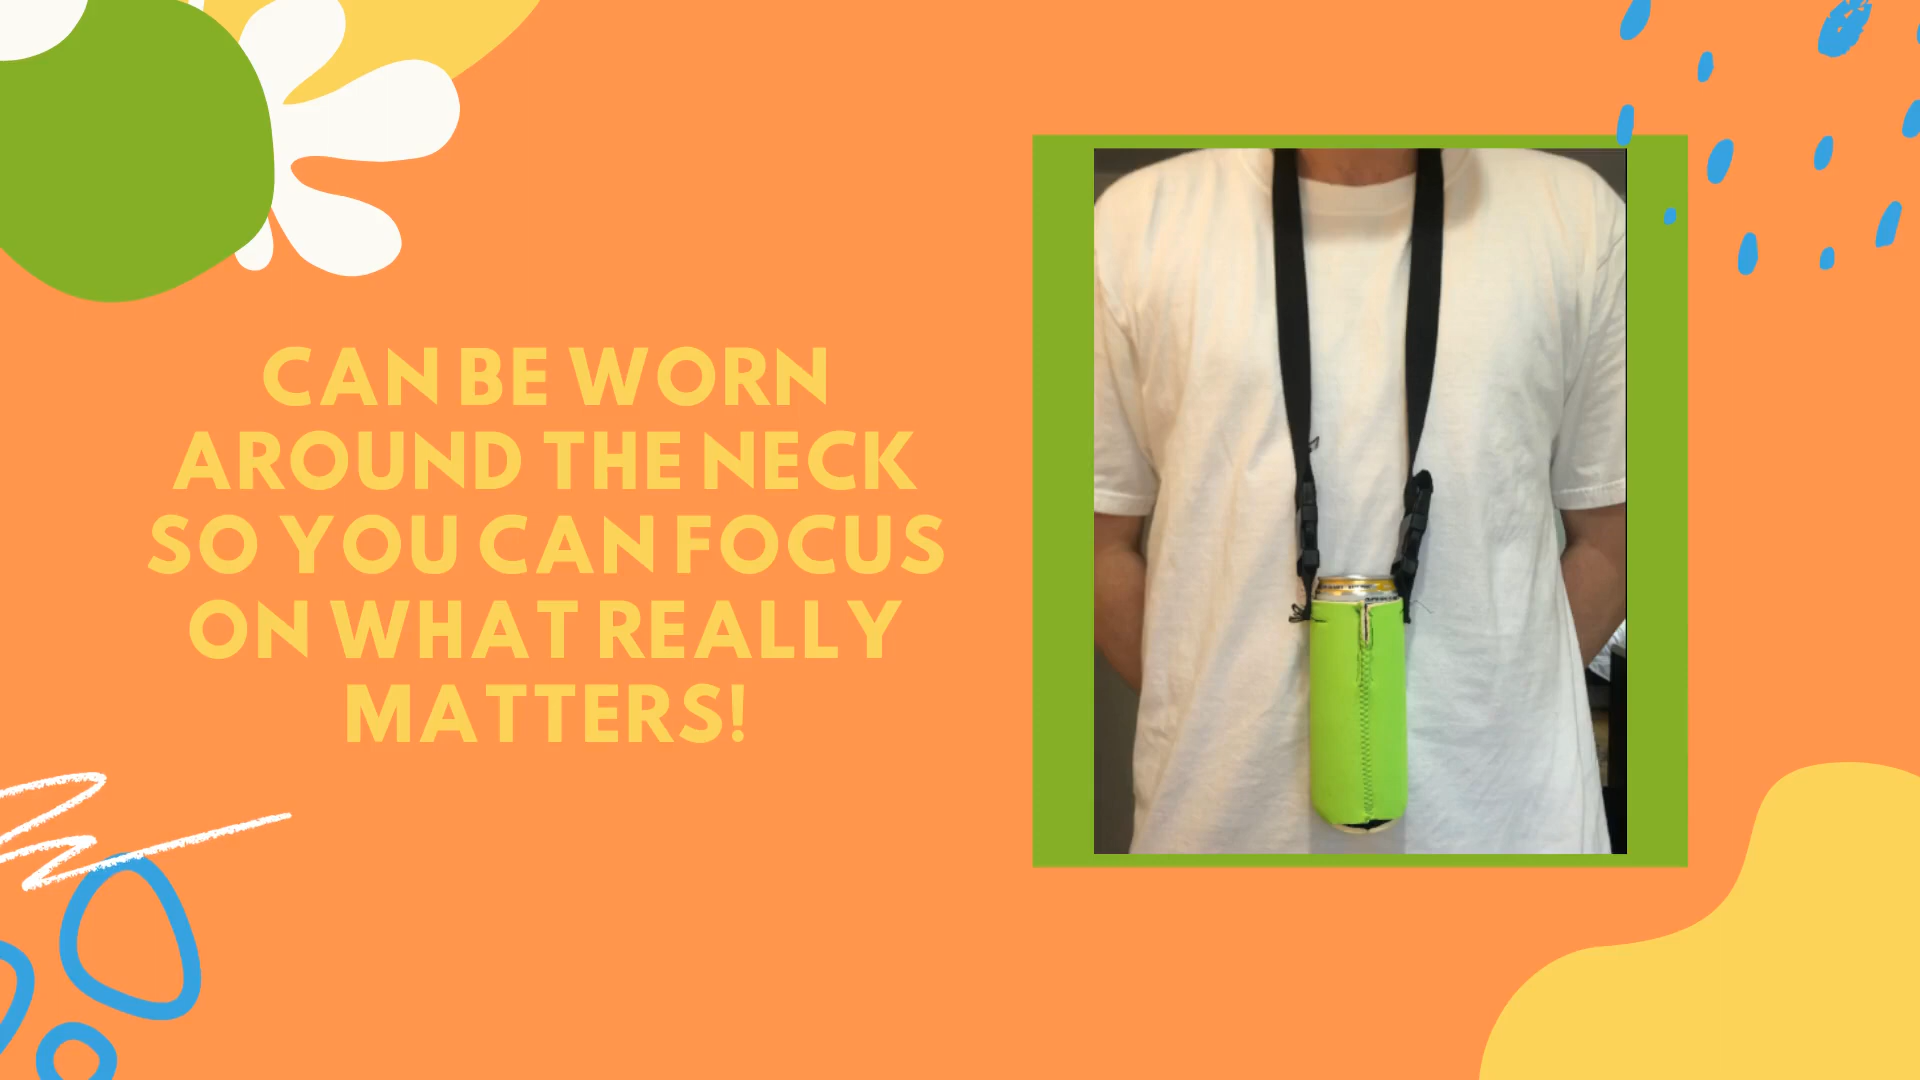 CAN BE WORN
AROUND THE NECK
SO YOU CAN FOCUS
ON WHAT REALLY
MATTERS!